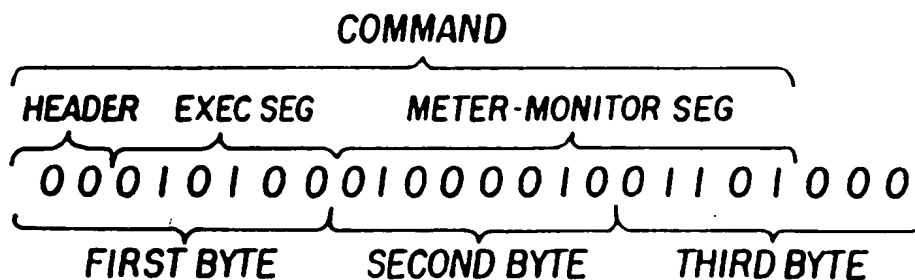 COMMAND
HEADER EXEC SEG METER-MONITOR SEG
0 0 0 1 0 1 0 0 0 1 0 0 0 0 1 0 0 1 1 0 1 0 0 0
FIRST BYTE SECOND BYTE THIRD BYTE